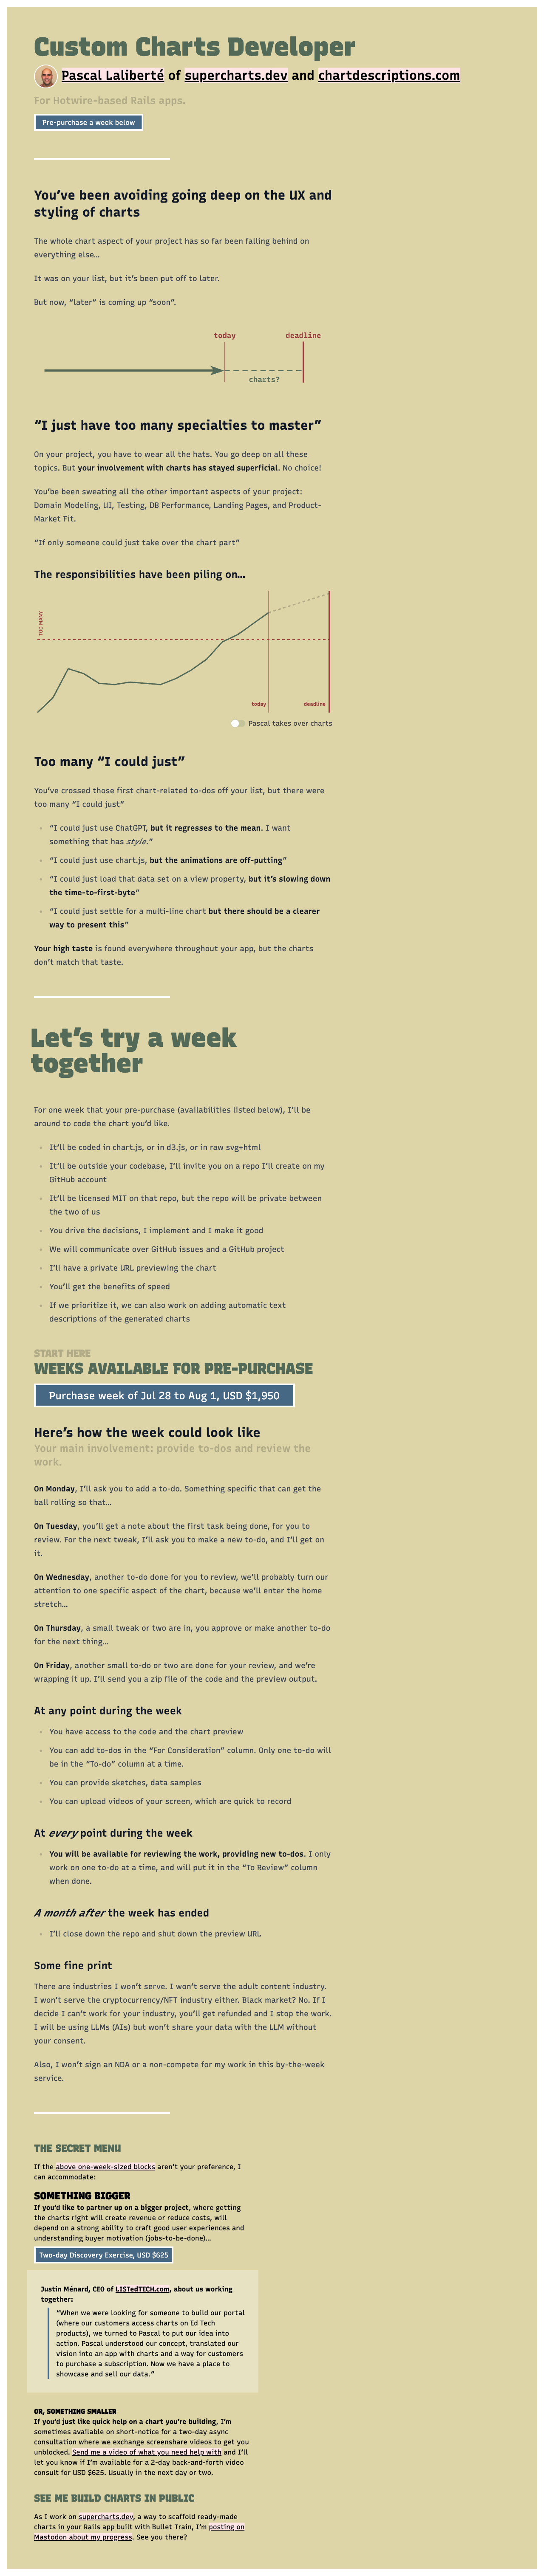 Custom Charts Developer
Pascal Laliberté of supercharts.dev and chartdescriptions.com
For Hotwire-based Rails apps.
Pre-purchase a week below
You’ve been avoiding going deep on the UX and
styling of charts
The whole chart aspect of your project has so far been falling behind on
everything else…
It was on your list, but it’s been put off to later.
But now, “later” is coming up “soon”.
today
deadline
charts?
“I just have too many specialties to master”
On your project, you have to wear all the hats. You go deep on all these
topics. But your involvement with charts has stayed superficial. No choice!
You’be been sweating all the other important aspects of your project:
Domain Modeling, UI, Testing, DB Performance, Landing Pages, and Product-
Market Fit.
“If only someone could just take over the chart part”
The responsibilities have been piling on…
TOO MANY
today
deadline
Pascal takes over charts
Too many “I could just”
You’ve crossed those first chart-related to-dos off your list, but there were
too many “I could just”
“I could just use ChatGPT, but it regresses to the mean. I want
something that has style.”
“I could just use chart.js, but the animations are off-putting”
“I could just load that data set on a view property, but it’s slowing down
the time-to-first-byte”
“I could just settle for a multi-line chart but there should be a clearer
way to present this”
Your high taste is found everywhere throughout your app, but the charts
don’t match that taste.
Let’s try a week
together
For one week that your pre-purchase (availabilities listed below), I’ll be
around to code the chart you’d like.
It’ll be coded in chart.js, or in d3.js, or in raw svg+html
It’ll be outside your codebase, I’ll invite you on a repo I’ll create on my
GitHub account
It’ll be licensed MIT on that repo, but the repo will be private between
the two of us
You drive the decisions, I implement and I make it good
We will communicate over GitHub issues and a GitHub project
I’ll have a private URL previewing the chart
You’ll get the benefits of speed
If we prioritize it, we can also work on adding automatic text
descriptions of the generated charts
START HERE
WEEKS AVAILABLE FOR PRE-PURCHASE
Purchase week of Jul 28 to Aug 1, USD $1,950
Here’s how the week could look like
Your main involvement: provide to-dos and review the
work.
On Monday, I’ll ask you to add a to-do. Something specific that can get the
ball rolling so that…
On Tuesday, you’ll get a note about the first task being done, for you to
review. For the next tweak, I’ll ask you to make a new to-do, and I’ll get on
it.
On Wednesday, another to-do done for you to review, we’ll probably turn our
attention to one specific aspect of the chart, because we’ll enter the home
stretch…
On Thursday, a small tweak or two are in, you approve or make another to-do
for the next thing…
On Friday, another small to-do or two are done for your review, and we’re
wrapping it up. I’ll send you a zip file of the code and the preview output.
At any point during the week
You have access to the code and the chart preview
You can add to-dos in the “For Consideration” column. Only one to-do will
be in the “To-do” column at a time.
You can provide sketches, data samples
You can upload videos of your screen, which are quick to record
At every point during the week
You will be available for reviewing the work, providing new to-dos. I only
work on one to-do at a time, and will put it in the “To Review” column
when done.
A month after the week has ended
I’ll close down the repo and shut down the preview URL
Some fine print
There are industries I won’t serve. I won’t serve the adult content industry.
I won’t serve the cryptocurrency/NFT industry either. Black market? No. If I
decide I can’t work for your industry, you’ll get refunded and I stop the work.
I will be using LLMs (AIs) but won’t share your data with the LLM without
your consent.
Also, I won’t sign an NDA or a non-compete for my work in this by-the-week
service.
THE SECRET MENU
If the above one-week-sized blocks aren’t your preference, I
can accommodate:
SOMETHING BIGGER
If you’d like to partner up on a bigger project, where getting
the charts right will create revenue or reduce costs, will
depend on a strong ability to craft good user experiences and
understanding buyer motivation (jobs-to-be-done)…
Two-day Discovery Exercise, USD $625
Justin Ménard, CEO of LISTedTECH.com, about us working
together:
“When we were looking for someone to build our portal
(where our customers access charts on Ed Tech
products), we turned to Pascal to put our idea into
action. Pascal understood our concept, translated our
vision into an app with charts and a way for customers
to purchase a subscription. Now we have a place to
showcase and sell our data.”
OR, SOMETHING SMALLER
If you’d just like quick help on a chart you’re building, I’m
sometimes available on short-notice for a two-day async
consultation where we exchange screenshare videos to get you
unblocked. Send me a video of what you need help with and I’ll
let you know if I’m available for a 2-day back-and-forth video
consult for USD $625. Usually in the next day or two.
SEE ME BUILD CHARTS IN PUBLIC
As I work on supercharts.dev, a way to scaffold ready-made
charts in your Rails app built with Bullet Train, I’m posting on
Mastodon about my progress. See you there?